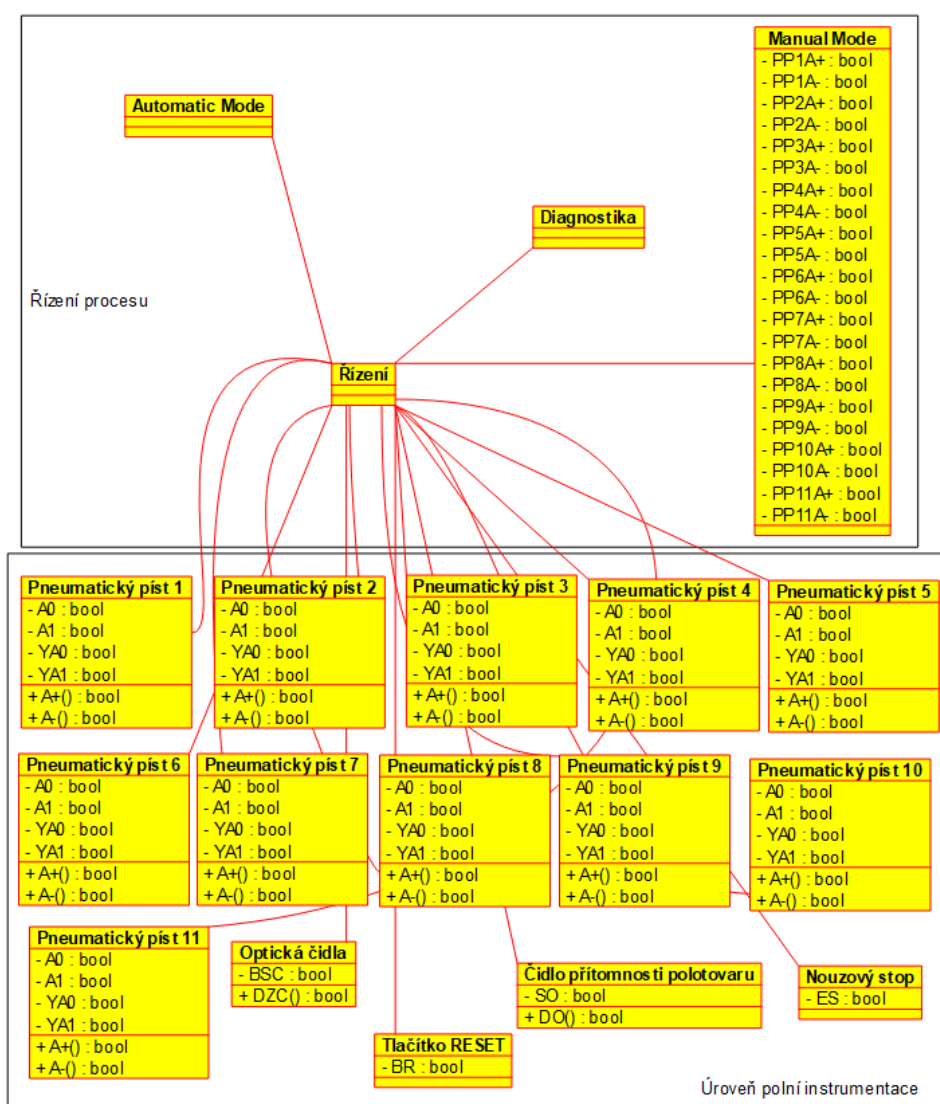 Manual Mode
- PP1A+ : bool
- PP1A- : bool
- PP2A+ : bool
- PP2A- : bool
- PP3A+ : bool
- PP3A- : bool
- PP4A+ : bool
- PP4A- : bool
- PP5A+ : bool
- PP5A- : bool
- PP6A+ : bool
- PP6A- : bool
- PP7A+ : bool
- PP7A- : bool
- PP8A+ : bool
- PP8A- : bool
- PP9A+ : bool
- PP9A- : bool
- PP10A+ : bool
- PP10A- : bool
- PP11A+ : bool
- PP11A- : bool
Automatic Mode
Diagnostika
Řízení procesu
Řízení
Pneumatický píst 1
- A0 : bool
- A1 : bool
- YA0 : bool
- YA1 : bool
+ A+() : bool
+ A-() : bool
Pneumatický píst 2
- A0 : bool
- A1 : bool
- YA0 : bool
- YA1 : bool
+ A+() : bool
+ A-() : bool
Pneumatický píst 3
- A0 : bool
- A1 : bool
- YA0 : bool
- YA1 : bool
+ A+() : bool
+ A-() : bool
Pneumatický píst 4
- A0 : bool
- A1 : bool
- YA0 : bool
- YA1 : bool
+ A+() : bool
+ A-() : bool
Pneumatický píst 5
- A0 : bool
- A1 : bool
- YA0 : bool
- YA1 : bool
+ A+() : bool
+ A-() : bool
Pneumatický píst 6
- A0 : bool
- A1 : bool
- YA0 : bool
- YA1 : bool
+ A+() : bool
+ A-() : bool
Pneumatický píst 7
- A0 : bool
- A1 : bool
- YA0 : bool
- YA1 : bool
+ A+() : bool
+ A-() : bool
Pneumatický píst 8
- A0 : bool
- A1 : bool
- YA0 : bool
- YA1 : bool
+ A+() : bool
+ A-() : bool
Pneumatický píst 9
- A0 : bool
- A1 : bool
- YA0 : bool
- YA1 : bool
+ A+() : bool
+ A-() : bool
Pneumatický píst 10
- A0 : bool
- A1 : bool
- YA0 : bool
- YA1 : bool
+ A+() : bool
+ A-() : bool
Pneumatický píst 11
- A0 : bool
- A1 : bool
- YA0 : bool
- YA1 : bool
+ A+() : bool
+ A-() : bool
Optická čidla
- BSC : bool
+ DZC() : bool
Čidlo přítomnosti polotovaru
- SO : bool
+ DO() : bool
Nouzový stop
- ES : bool
Tlačítko RESET
- BR : bool
Úroveň polní instrumentace